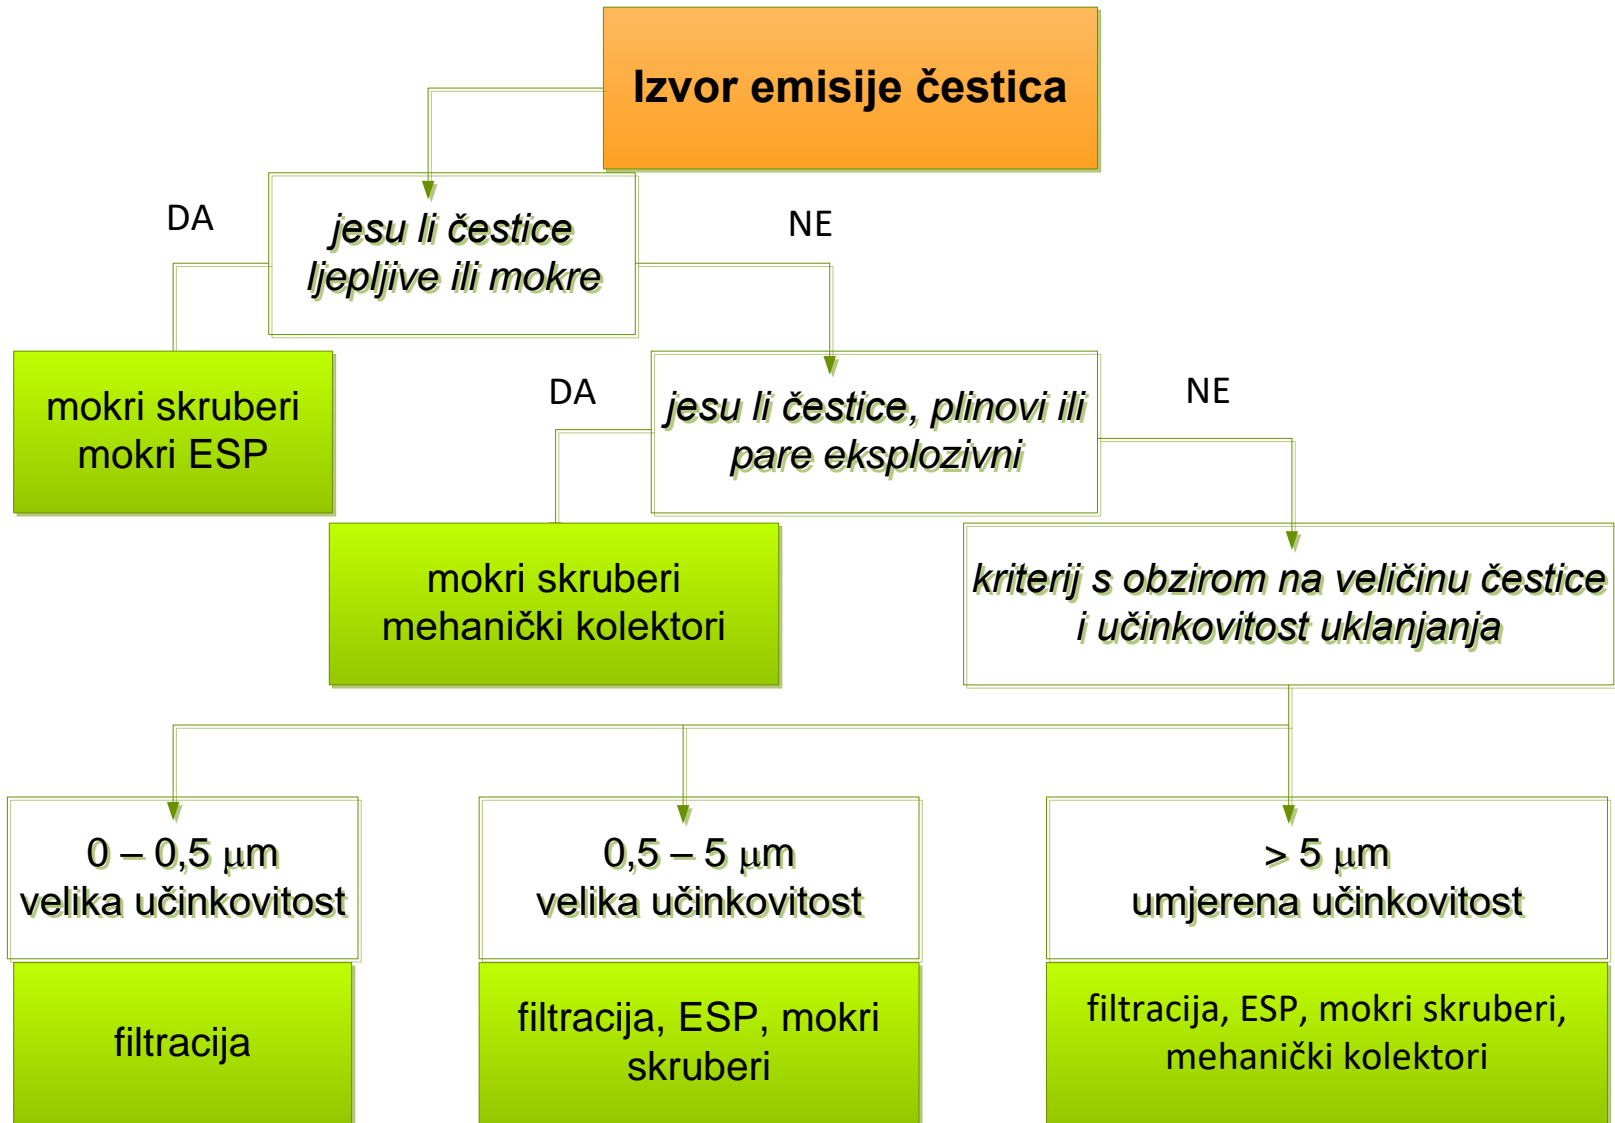 Izvor emisije čestica
DA
jesu li čestice
ljepljive ili mokre
NE
mokri skruberi
mokri ESP
DA
jesu li čestice, plinovi ili
pare eksplozivni
NE
mokri skruberi
mehanički kolektori
kriterij s obzirom na veličinu čestice
i učinkovitost uklanjanja
0 – 0,5 μm
velika učinkovitost
0,5 – 5 μm
velika učinkovitost
> 5 μm
umjerena učinkovitost
filtracija
filtracija, ESP, mokri
skruberi
filtracija, ESP, mokri skruberi,
mehanički kolektori